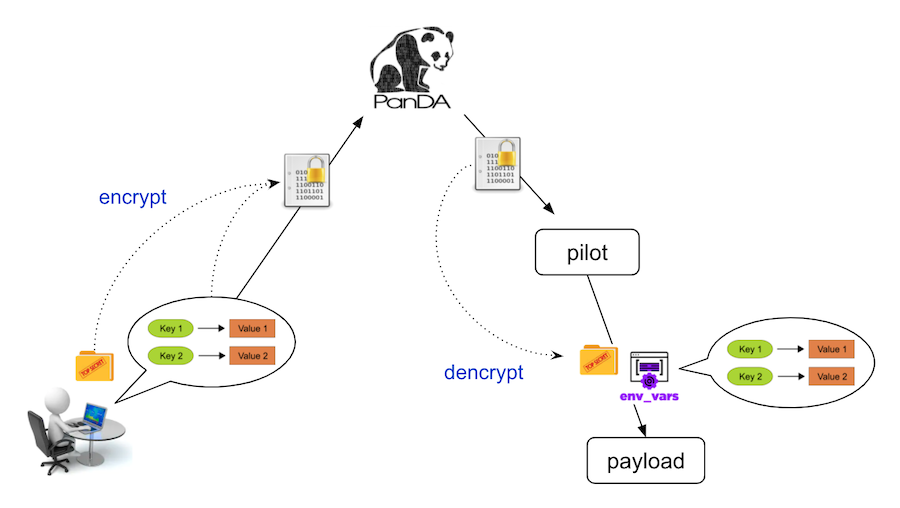 PanDA
010
111
1100110
1101101
1100001
010
111
1100110
1101101
1100001
encrypt
pilot
Key 1
Value 1
Key 2
Value 2
TOP SECRET
dencrypt
TOP SECRET
env_vars
Key 1
Value 1
Key 2
Value 2
payload